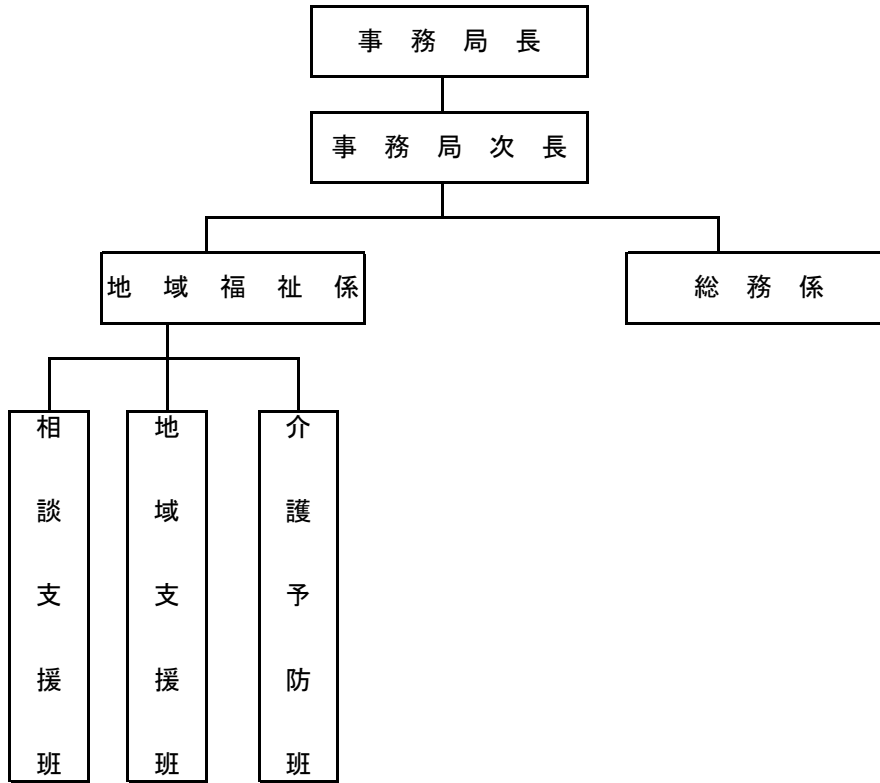 事務局長
事務局次長
地域福祉係
総務係
相談支援班
地域支援班
介護予防班